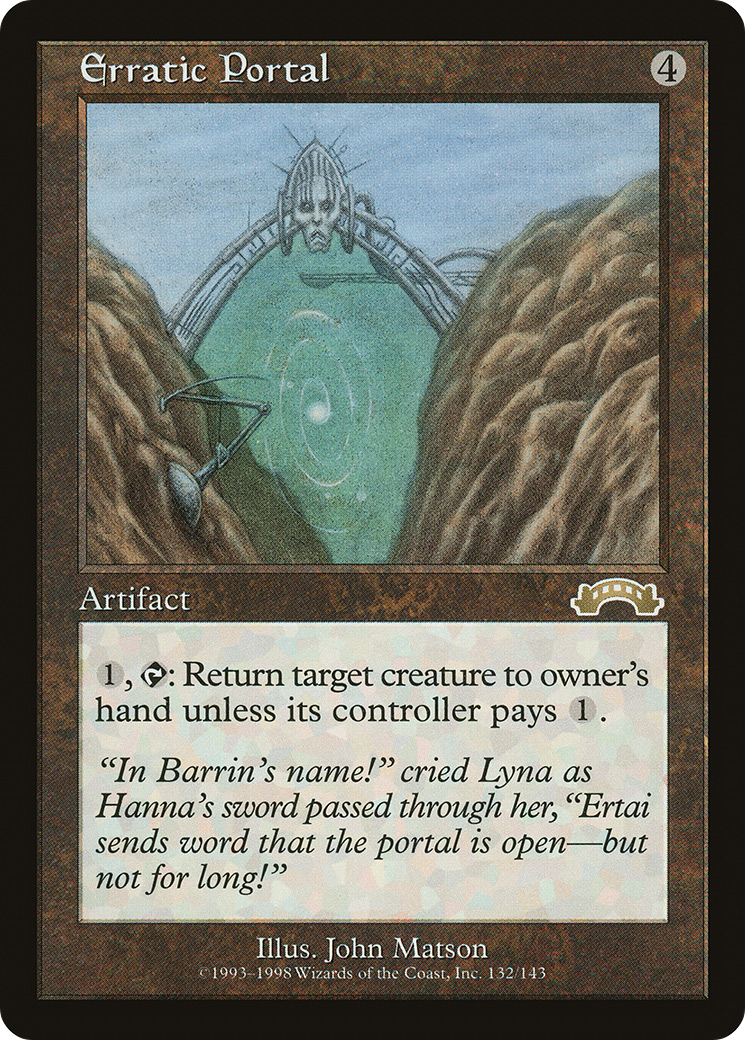 Erratic Portal
4
Artifact
1, : Return target creature to owner's
hand unless its controller pays 1.
"In Barrin's name!" cried Lyna as
Hanna's sword passed through her, "Ertai
sends word that the portal is open—but
not for long!"
Illus. John Matson
©1993–1998 Wizards of the Coast, Inc. 132/143